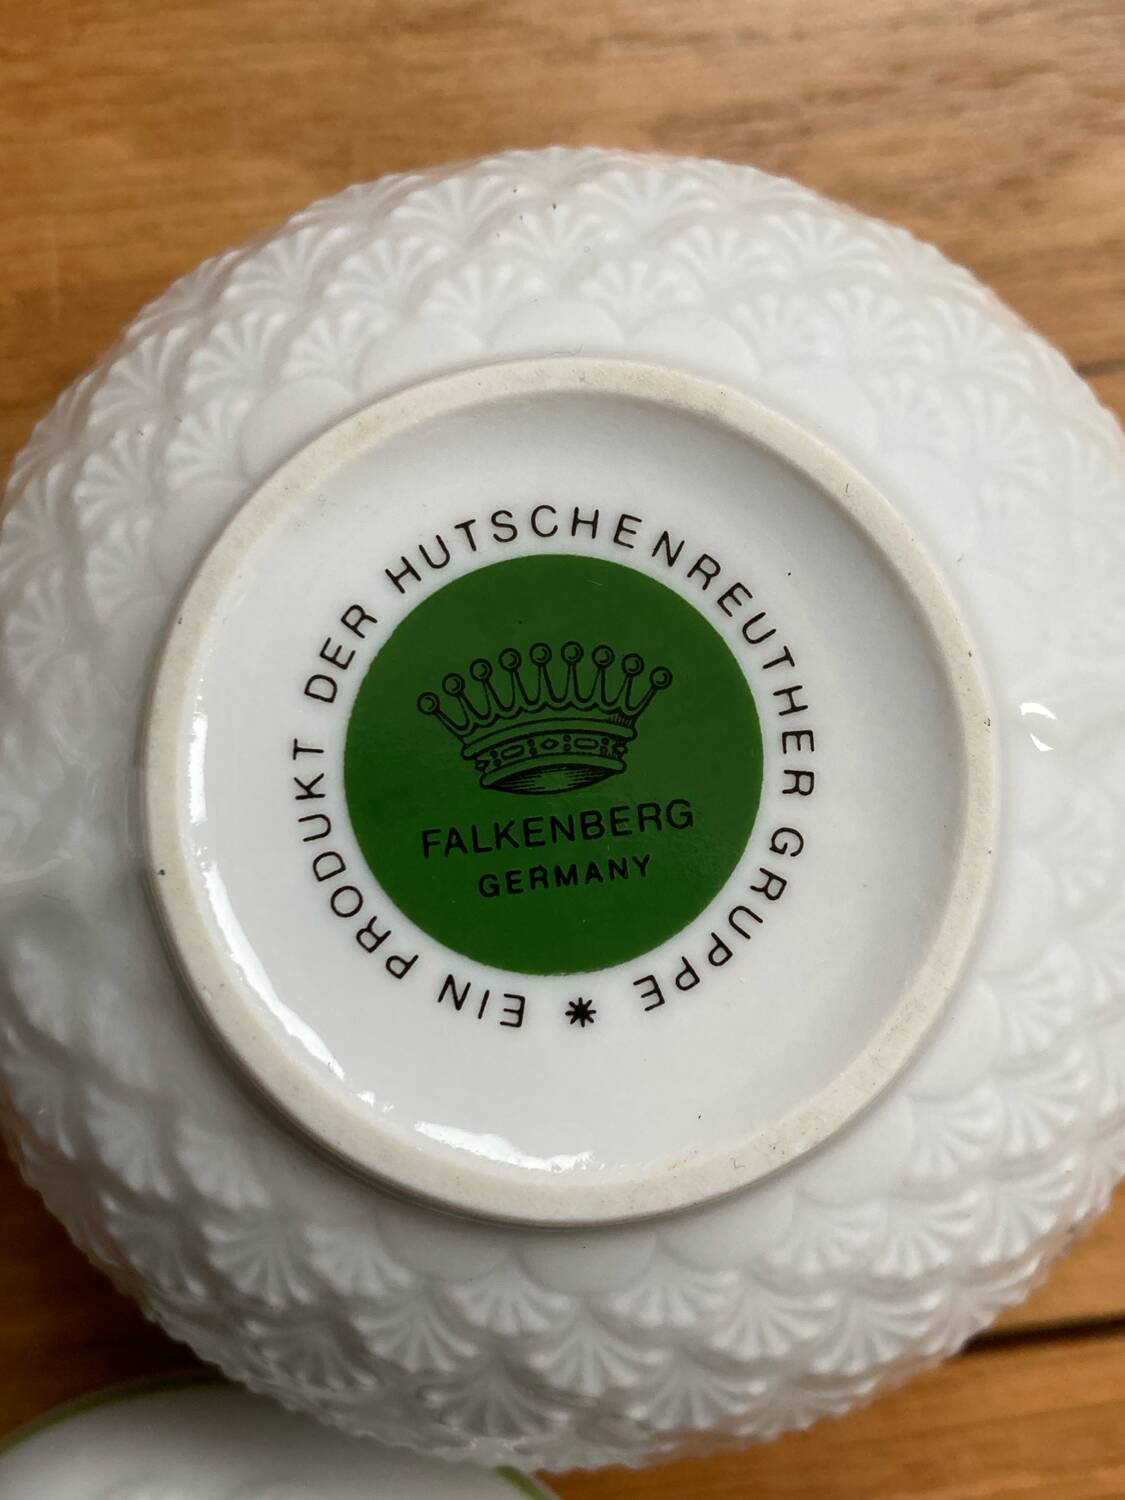 EIN PRODUKT DER HUTSCHENREUTHER GRUPPE *
FALKENBERG
GERMANY